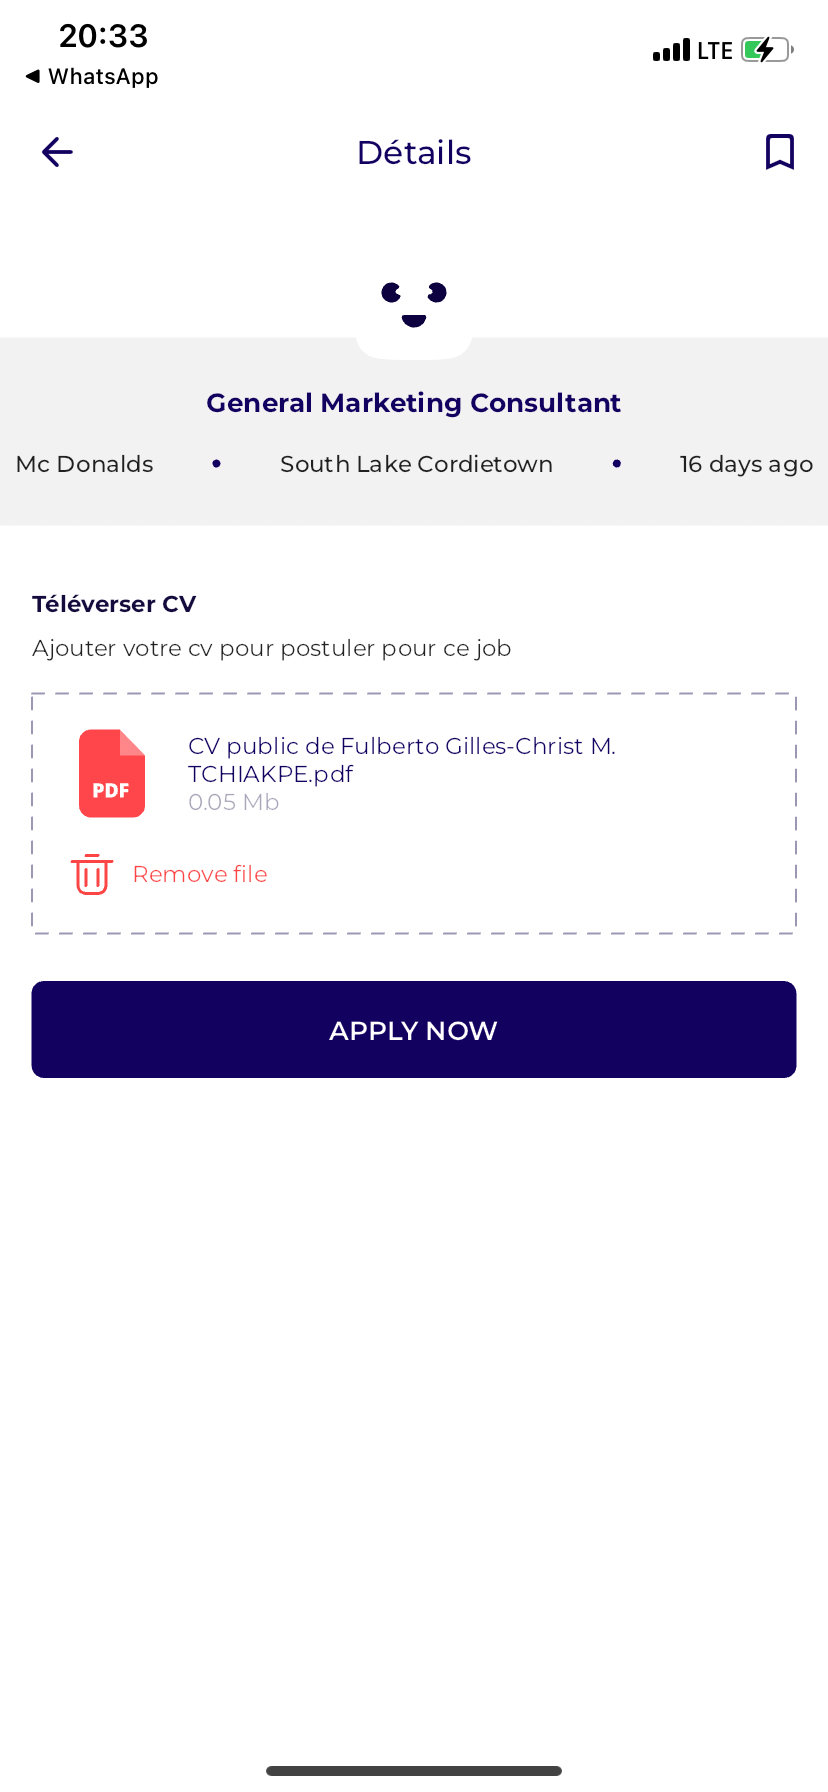 20:33
LTE
◀ WhatsApp
Détails
General Marketing Consultant
Mc Donalds • South Lake Cordietown • 16 days ago
Téléverser CV
Ajouter votre cv pour postuler pour ce job
PDF
CV public de Fulberto Gilles-Christ M.
TCHIAKPE.pdf
0.05 Mb
Remove file
APPLY NOW